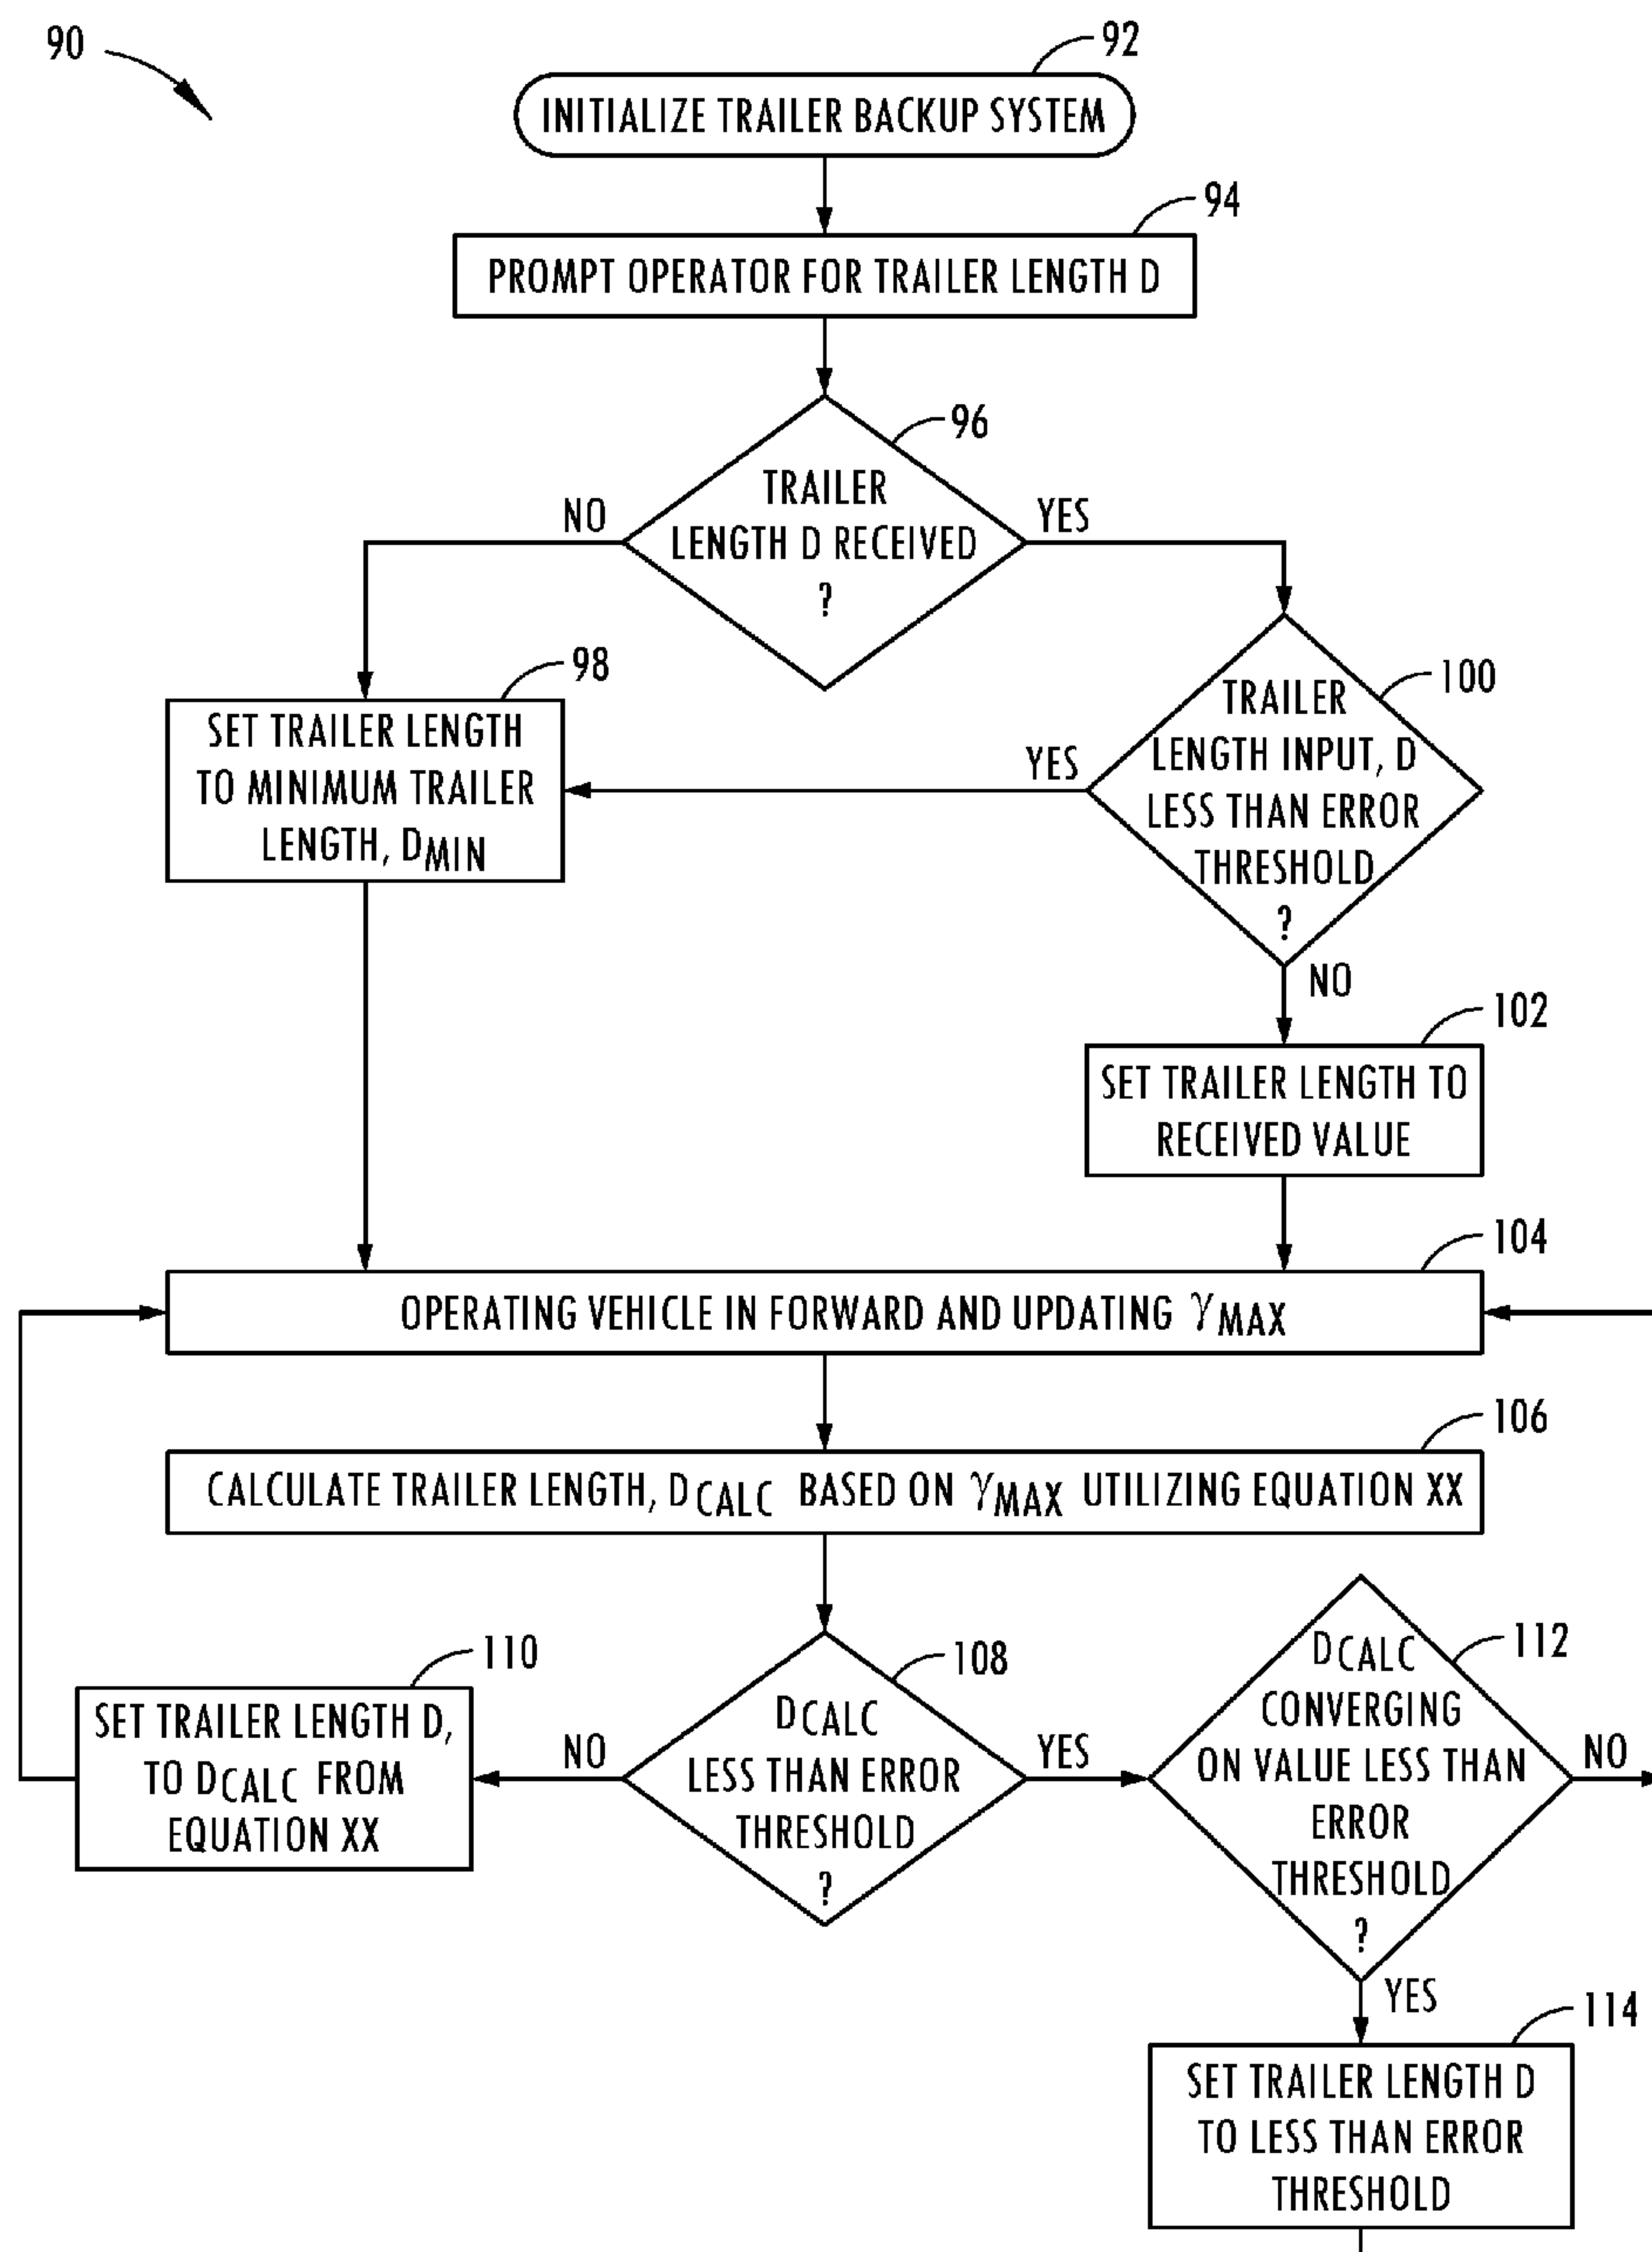 90
92
INITIALIZE TRAILER BACKUP SYSTEM
94
PROMPT OPERATOR FOR TRAILER LENGTH D
96
TRAILER
LENGTH D RECEIVED
?
NO
YES
98
SET TRAILER LENGTH
TO MINIMUM TRAILER
LENGTH, DMIN
100
TRAILER
LENGTH INPUT, D
LESS THAN ERROR
THRESHOLD
?
YES
NO
102
SET TRAILER LENGTH TO
RECEIVED VALUE
104
OPERATING VEHICLE IN FORWARD AND UPDATING γMAX
106
CALCULATE TRAILER LENGTH, DCALC BASED ON γMAX UTILIZING EQUATION XX
108
DCALC
LESS THAN ERROR
THRESHOLD
?
NO
YES
110
SET TRAILER LENGTH D,
TO DCALC FROM
EQUATION XX
112
DCALC
CONVERGING
ON VALUE LESS THAN
ERROR
THRESHOLD
?
NO
YES
114
SET TRAILER LENGTH D
TO LESS THAN ERROR
THRESHOLD